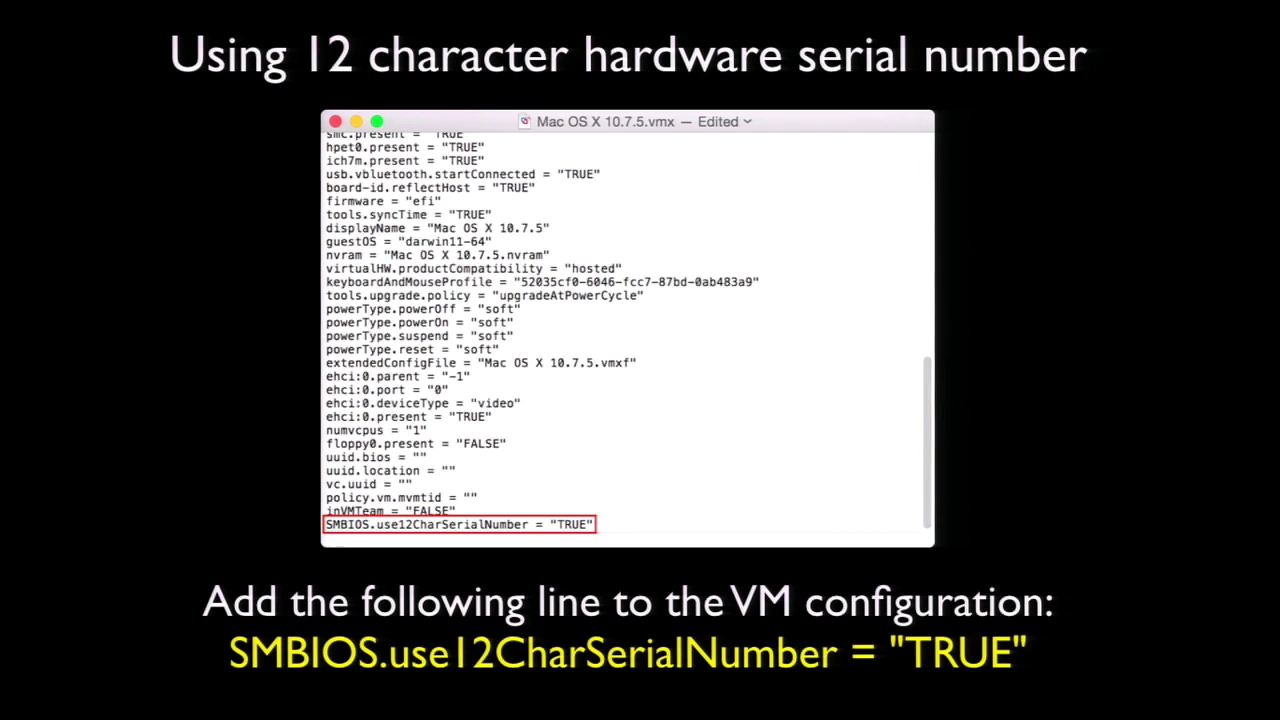 Using 12 character hardware serial number
Mac OS X 10.7.5.vmx — Edited
smc.present = "TRUE"
hpet0.present = "TRUE"
ich7m.present = "TRUE"
usb.vbluetooth.startConnected = "TRUE"
board-id.reflectHost = "TRUE"
firmware = "efi"
tools.syncTime = "TRUE"
displayName = "Mac OS X 10.7.5"
guestOS = "darwin11-64"
nvram = "Mac OS X 10.7.5.nvram"
virtualHW.productCompatibility = "hosted"
keyboardAndMouseProfile = "52035cf0-6046-fcc7-87bd-0ab483a9"
tools.upgrade.policy = "upgradeAtPowerCycle"
powerType.powerOff = "soft"
powerType.powerOn = "soft"
powerType.suspend = "soft"
powerType.reset = "soft"
extendedConfigFile = "Mac OS X 10.7.5.vmxf"
ehci:0.parent = "-1"
ehci:0.port = "0"
ehci:0.deviceType = "video"
ehci:0.present = "TRUE"
numvcpus = "1"
floppy0.present = "FALSE"
uuid.bios = ""
uuid.location = ""
vc.uuid = ""
policy.vm.mvmtid = ""
inVMTeam = "FALSE"
SMBIOS.use12CharSerialNumber = "TRUE"
Add the following line to the VM configuration:
SMBIOS.use12CharSerialNumber = "TRUE"